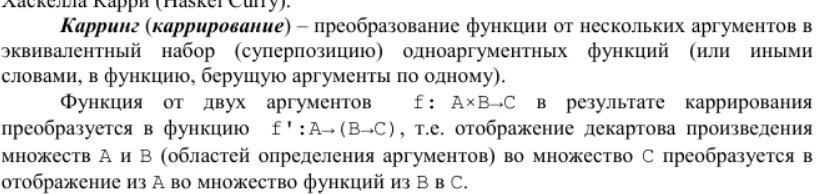 Хаскелла Карри (Haskel Curry).
Карринг (каррирование) – преобразование функции от нескольких аргументов в
эквивалентный набор (суперпозицию) одноаргументных функций (или иными
словами, в функцию, берущую аргументы по одному).
Функция от двух аргументов f: A×B→C в результате каррирования
преобразуется в функцию f':A→(B→C), т.е. отображение декартова произведения
множеств A и B (областей определения аргументов) во множество C преобразуется в
отображение из A во множество функций из B в C.